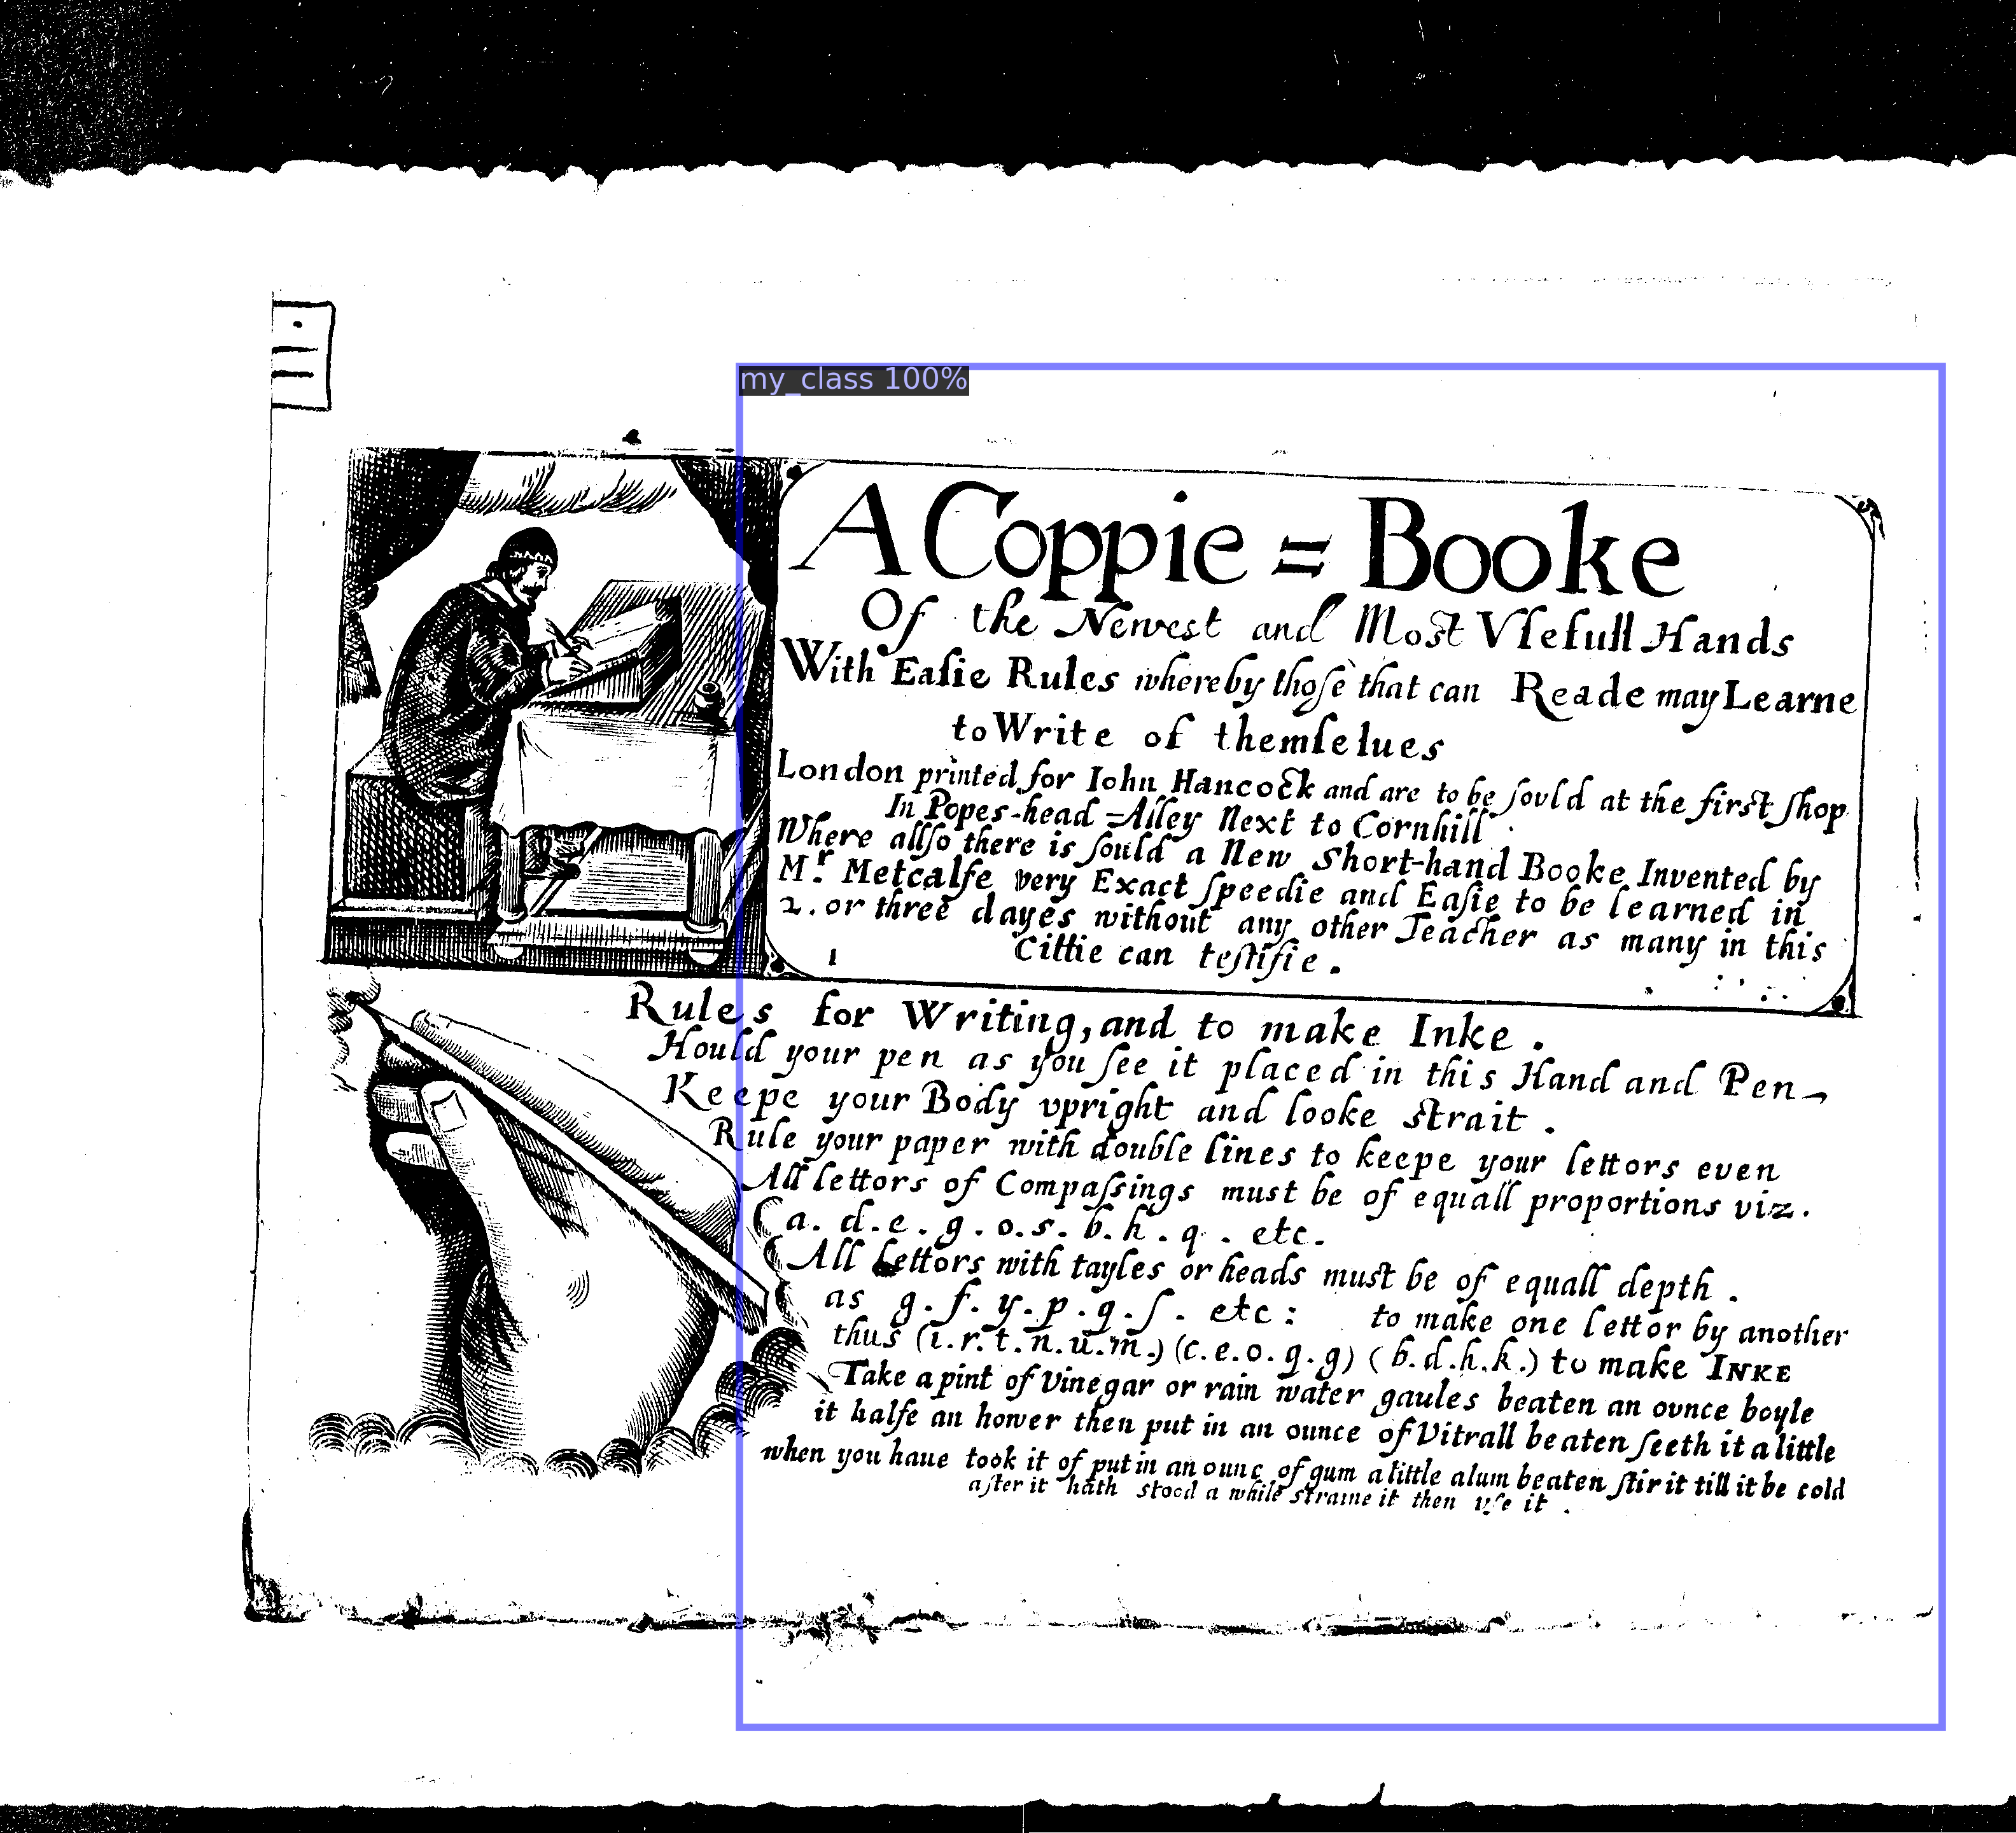 my_class 100%
A Coppie = Booke
Of the Newest and Most Vſefull Hands
With Eaſie Rules whereby thoſe that can Reade may Learne
to Write of themſelues
London printed for Iohn Hancock and are to be ſould at the first ſhop
In Popes-head =Alley Next to Cornhill
Where allſo there is ſould a New Short-hand Booke Invented by
Mr. Metcalfe very Exact ſpeedie and Eaſie to be learned in
2. or three dayes without any other Teacher as many in this
Cittie can teſtifie.
1
Rules for Writing, and to make Inke.
Hould your pen as you ſee it placed in this Hand and Pen
Keepe your Body vpright and looke strait.
Rule your paper with double lines to keepe your lettors even
All lettors of Compaſsings must be of equall proportions viz.
(a. d. e. g. o. s. b. h. q. etc.
(All Lettors with tayles or heads must be of equall depth.
as g. f. y. p. q. ſ. etc: to make one lettor by another
thus (i. r. t. n. u. m.) (c. e. o. q. g) (b. d. h. k.) to make INKE
Take a pint of vinegar or rain water gaules beaten an ovnce boyle
it halfe an hower then put in an ounce of Vitrall beaten ſeeth it a little
when you haue took it of put in an ounc of gum a little alum beaten ſtir it till it be cold
after it hath stood a while straine it then vſe it.